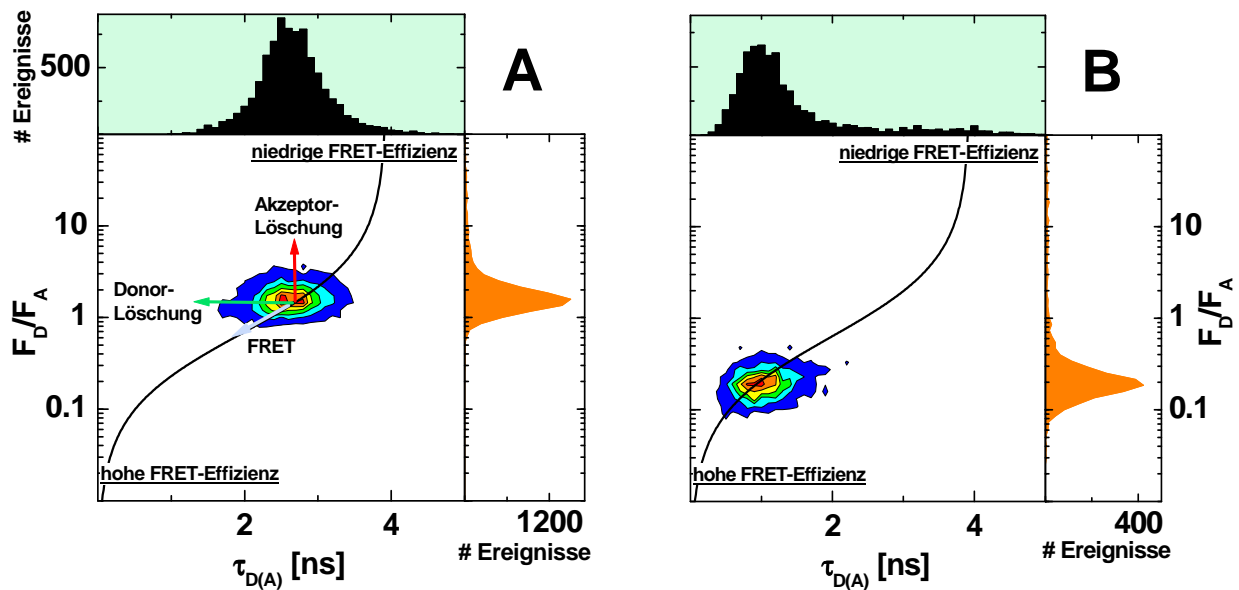 # Ereignisse
500
A
B
niedrige FRET-Effizienz
niedrige FRET-Effizienz
Akzeptor-
Löschung
10
10
Donor-
Löschung
F_D/F_A
1
1
F_D/F_A
FRET
0.1
0.1
hohe FRET-Effizienz
hohe FRET-Effizienz
2
4
1200
2
4
400
τ_D(A) [ns]
# Ereignisse
τ_D(A) [ns]
# Ereignisse